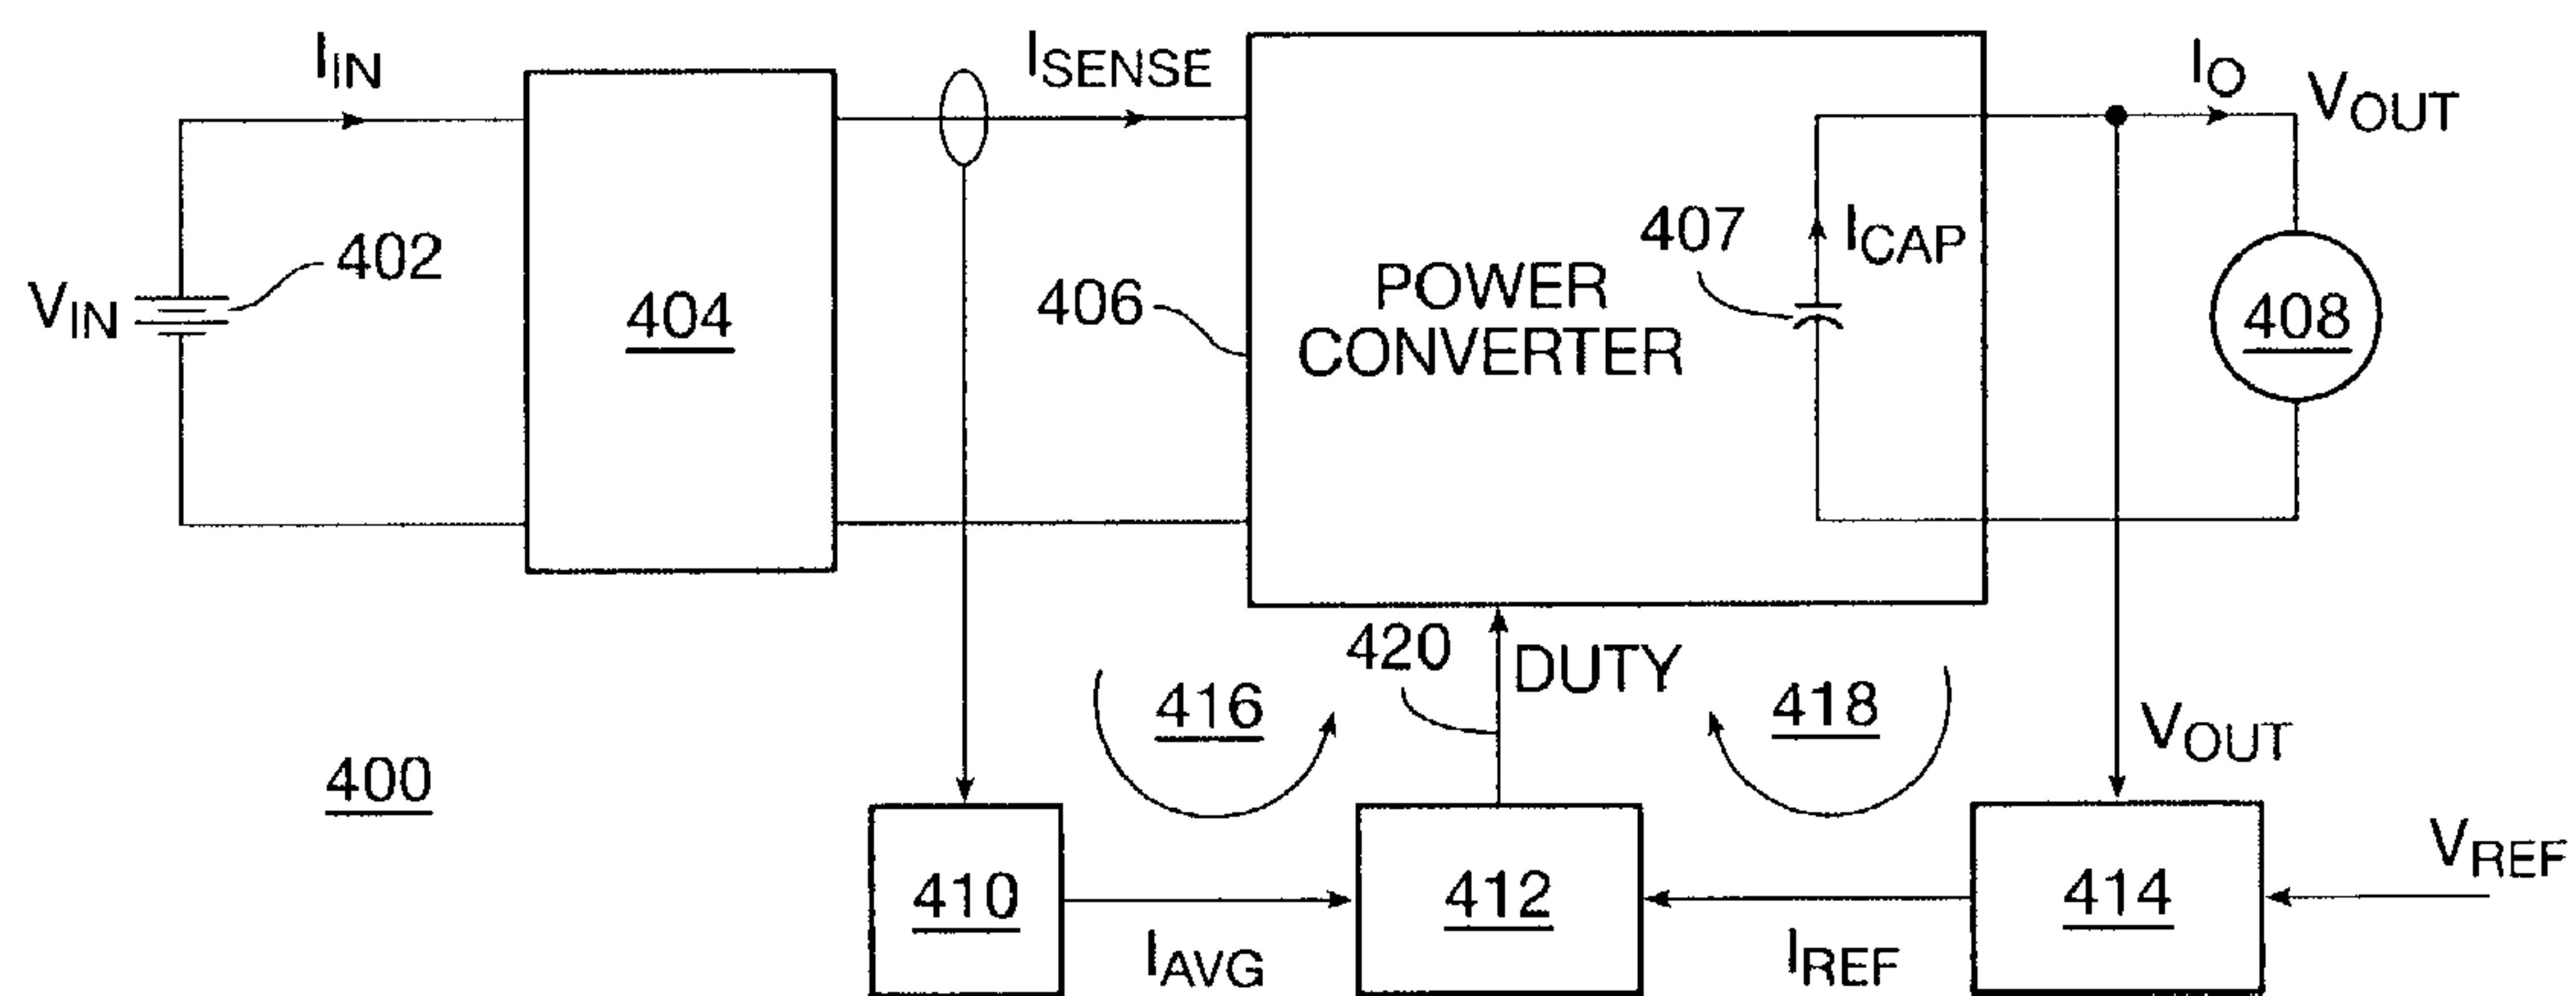 I_IN
I_SENSE
I_O
V_OUT
V_IN
402
404
406
POWER
CONVERTER
407
I_CAP
408
420
DUTY
416
418
V_OUT
400
410
I_AVG
412
I_REF
414
V_REF